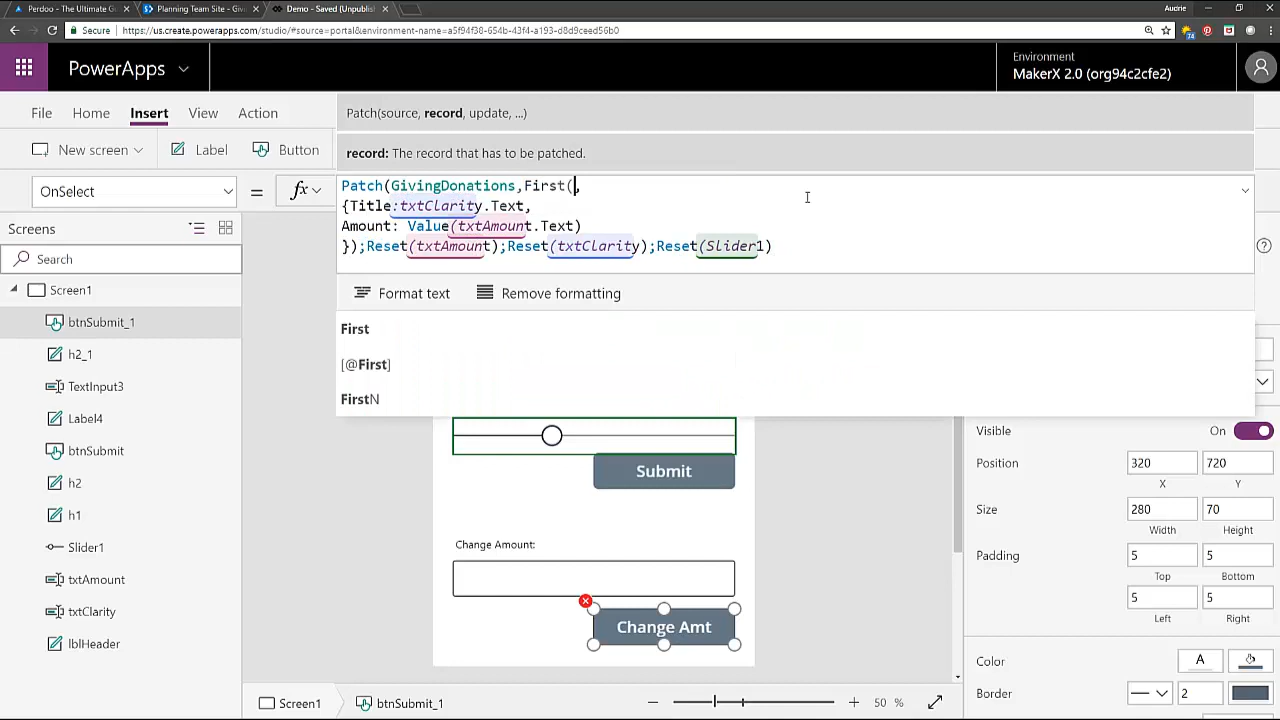 Perdoo - The Ultimate Gu
Planning Team Site - Giv
Demo - Saved (Unpublish
Audrie
Secure
https://us.create.powerapps.com/studio/#source=portal&environment-name=a5f94f38-654b-43f4-a193-d8d9ceed56b0
74
PowerApps
Environment
MakerX 2.0 (org94c2cfe2)
File Home Insert View Action
Patch(source, record, update, ...)
New screen Label Button
record: The record that has to be patched.
OnSelect = fx
Patch(GivingDonations,First(,
{Title:txtClarity.Text,
Amount: Value(txtAmount.Text)
});Reset(txtAmount);Reset(txtClarity);Reset(Slider1)
Screens
Search
Format text Remove formatting
Screen1
First
btnSubmit_1
[@First]
h2_1
FirstN
TextInput3
Label4
btnSubmit
h2
h1
Slider1
txtAmount
txtClarity
lblHeader
Submit
Change Amount:
Change Amt
Visible On
Position 320 720
X Y
Size 280 70
Width Height
Padding 5 5
Top Bottom
5 5
Left Right
Color A
Border 2
Screen1 btnSubmit_1
50 %